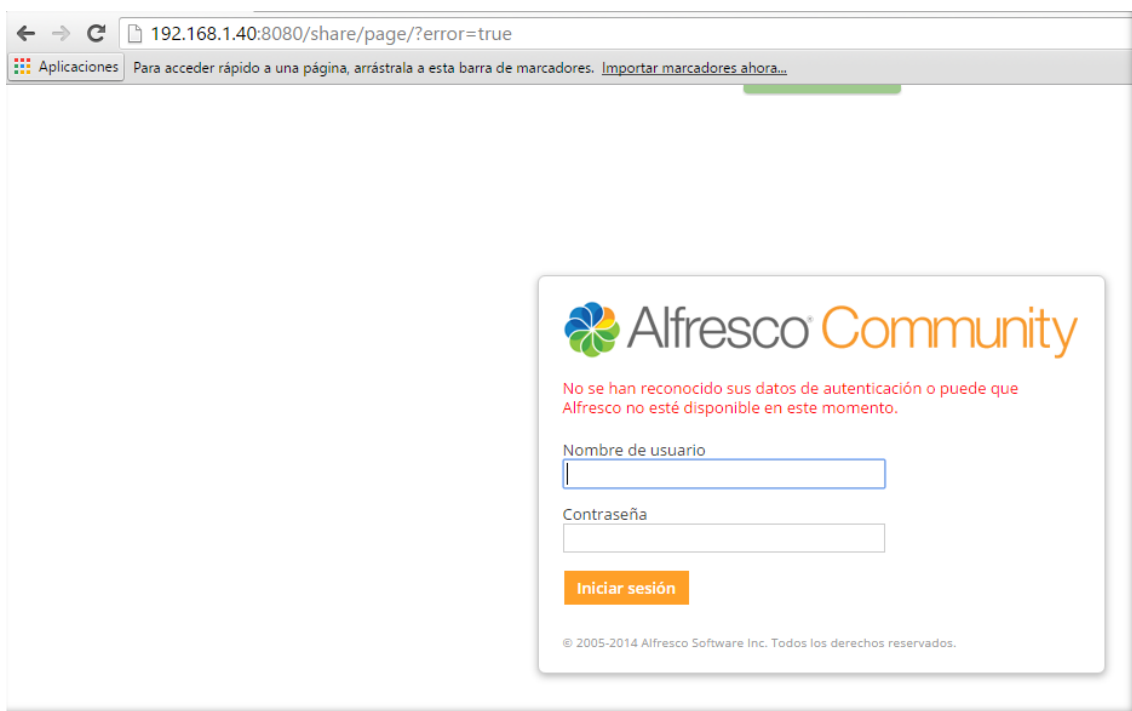 192.168.1.40:8080/share/page/?error=true
Aplicaciones Para acceder rápido a una página, arrástrala a esta barra de marcadores. Importar marcadores ahora...
Alfresco® Community
No se han reconocido sus datos de autenticación o puede que
Alfresco no esté disponible en este momento.
Nombre de usuario
Contraseña
Iniciar sesión
© 2005-2014 Alfresco Software Inc. Todos los derechos reservados.